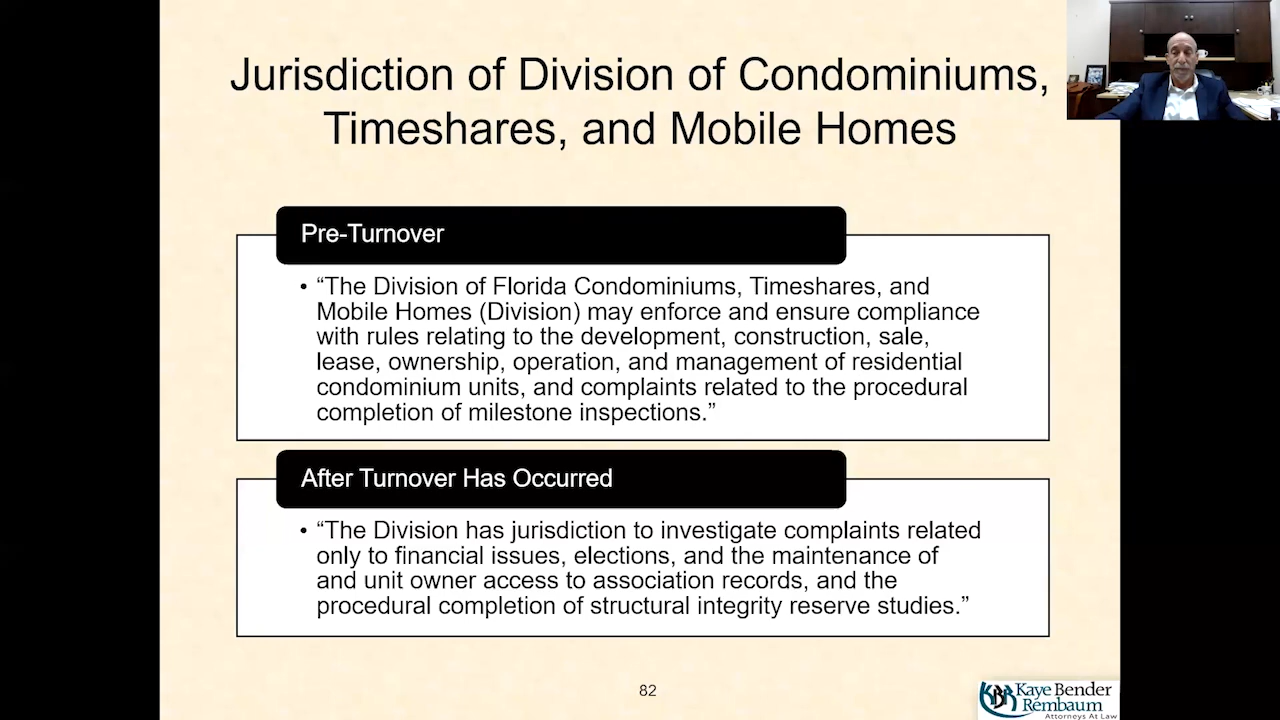 Jurisdiction of Division of Condominiums,
Timeshares, and Mobile Homes
Pre-Turnover
• “The Division of Florida Condominiums, Timeshares, and
Mobile Homes (Division) may enforce and ensure compliance
with rules relating to the development, construction, sale,
lease, ownership, operation, and management of residential
condominium units, and complaints related to the procedural
completion of milestone inspections.”
After Turnover Has Occurred
• “The Division has jurisdiction to investigate complaints related
only to financial issues, elections, and the maintenance of
and unit owner access to association records, and the
procedural completion of structural integrity reserve studies.”
82
KBR Kaye Bender
Rembaum
Attorneys At Law